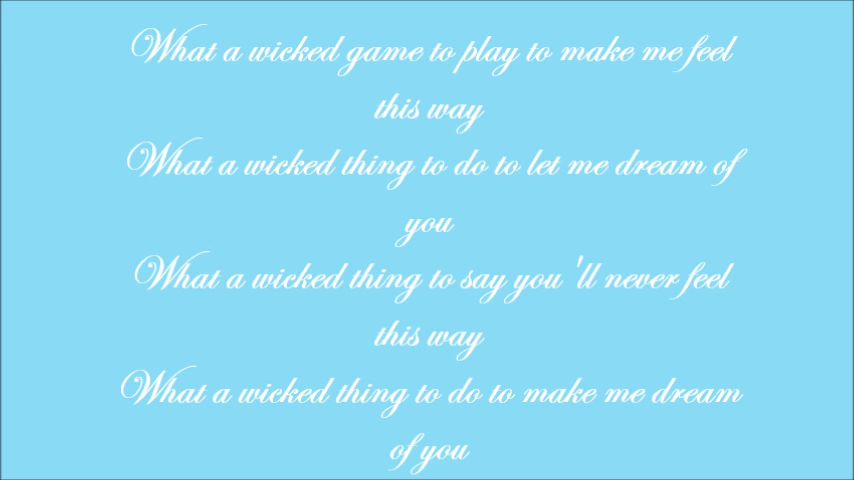 What a wicked game to play to make me feel
this way
What a wicked thing to do to let me dream of
you
What a wicked thing to say you 'll never feel
this way
What a wicked thing to do to make me dream
of you